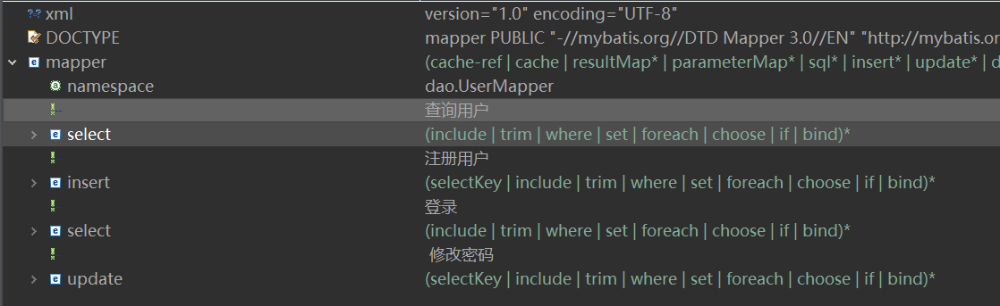 xml version="1.0" encoding="UTF-8"
DOCTYPE mapper PUBLIC "-//mybatis.org//DTD Mapper 3.0//EN" "http://mybatis.or
mapper (cache-ref | cache | resultMap* | parameterMap* | sql* | insert* | update* | d
namespace dao.UserMapper
查询用户
select (include | trim | where | set | foreach | choose | if | bind)*
注册用户
insert (selectKey | include | trim | where | set | foreach | choose | if | bind)*
登录
select (include | trim | where | set | foreach | choose | if | bind)*
修改密码
update (selectKey | include | trim | where | set | foreach | choose | if | bind)*